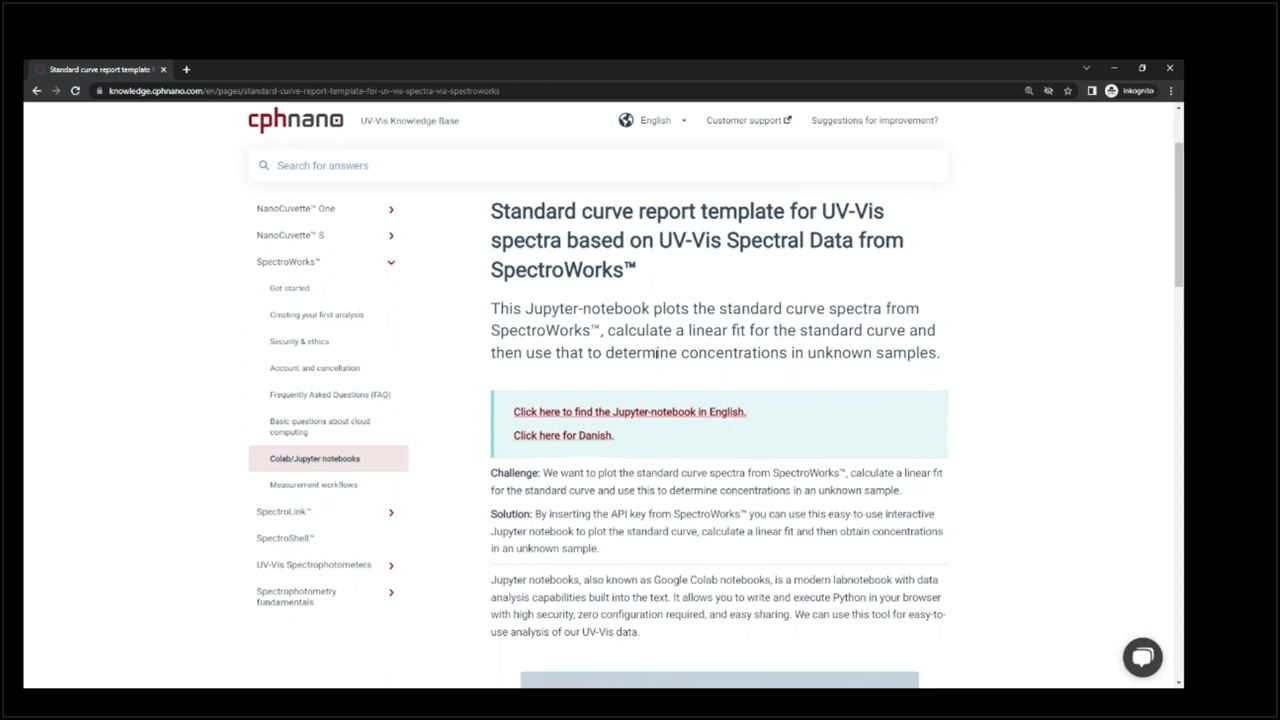 Standard curve report template f
knowledge.cphnano.com/en/pages/standard-curve-report-template-for-uv-vis-spectra-via-spectroworks
Inkognito
cphnano
UV-Vis Knowledge Base
English
Customer support
Suggestions for improvement?
Search for answers
NanoCuvette™ One
NanoCuvette™ S
SpectroWorks™
Get started
Creating your first analysis
Security & ethics
Account and cancellation
Frequently Asked Questions (FAQ)
Basic questions about cloud
computing
Colab/Jupyter notebooks
Measurement workflows
SpectroLink™
SpectroShell™
UV-Vis Spectrophotometers
Spectrophotometry
fundamentals
Standard curve report template for UV-Vis
spectra based on UV-Vis Spectral Data from
SpectroWorks™
This Jupyter-notebook plots the standard curve spectra from
SpectroWorks™, calculate a linear fit for the standard curve and
then use that to determine concentrations in unknown samples.
Click here to find the Jupyter-notebook in English.
Click here for Danish.
Challenge: We want to plot the standard curve spectra from SpectroWorks™, calculate a linear fit
for the standard curve and use this to determine concentrations in an unknown sample.
Solution: By inserting the API key from SpectroWorks™ you can use this easy-to-use interactive
Jupyter notebook to plot the standard curve, calculate a linear fit and then obtain concentrations
in an unknown sample.
Jupyter notebooks, also known as Google Colab notebooks, is a modern labnotebook with data
analysis capabilities built into the text. It allows you to write and execute Python in your browser
with high security, zero configuration required, and easy sharing. We can use this tool for easy-to-
use analysis of our UV-Vis data.